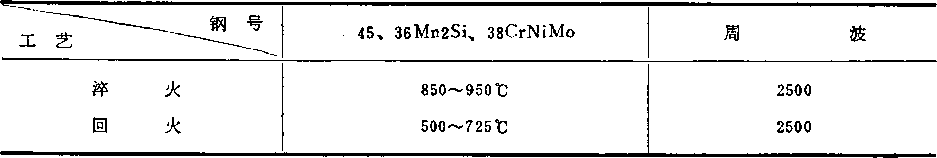 钢号
工艺
45、36Mn2Si、38CrNiMo
周波
淬火 850～950℃ 2500
回火 500～725℃ 2500